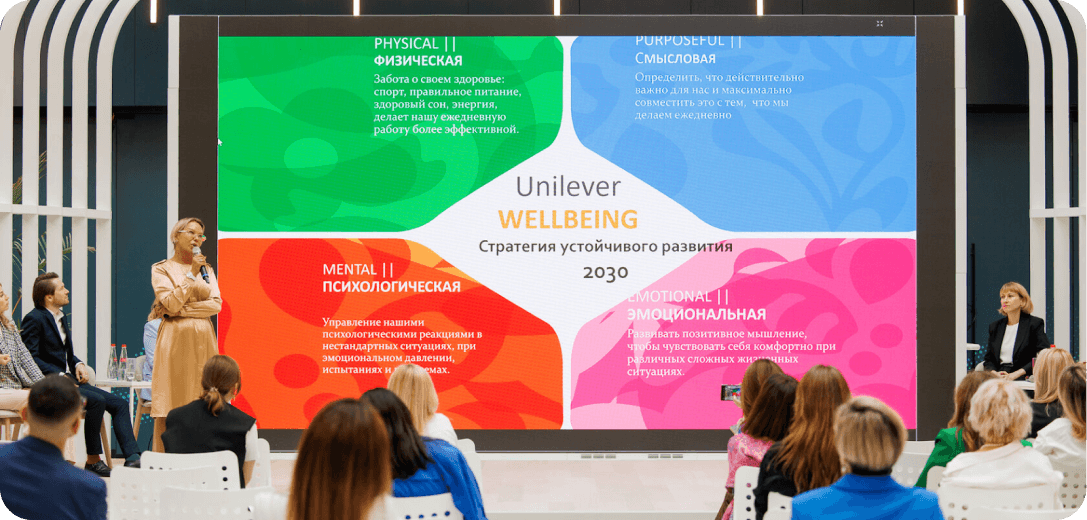 PHYSICAL ||
ФИЗИЧЕСКАЯ
Забота о своем здоровье:
спорт, правильное питание,
здоровый сон, энергия,
делает нашу ежедневную
работу более эффективной.
PURPOSEFUL ||
СМЫСЛОВАЯ
Определить, что действительно
важно для нас и максимально
совместить это с тем, что мы
делаем ежедневно
Unilever
WELLBEING
Стратегия устойчивого развития
2030
MENTAL ||
ПСИХОЛОГИЧЕСКАЯ
Управление нашими
психологическими реакциями в
нестандартных ситуациях, при
эмоциональном давлении,
испытаниях и
EMOTIONAL ||
ЭМОЦИОНАЛЬНАЯ
Развивать позитивное мышление,
чтобы чувствовать себя комфортно при
различных сложных жизненных
ситуациях.